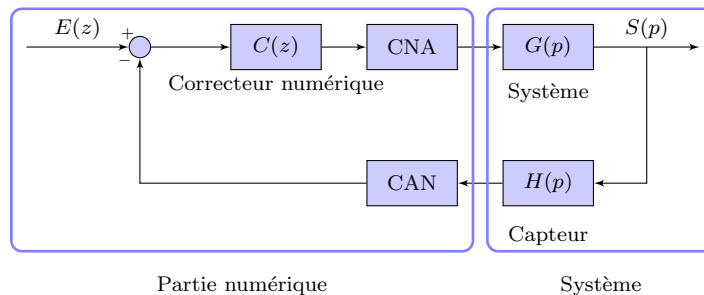 E(z)
+
−
C(z)
CNA
G(p)
S(p)
Correcteur numérique
Système
CAN
H(p)
Capteur
Partie numérique
Système